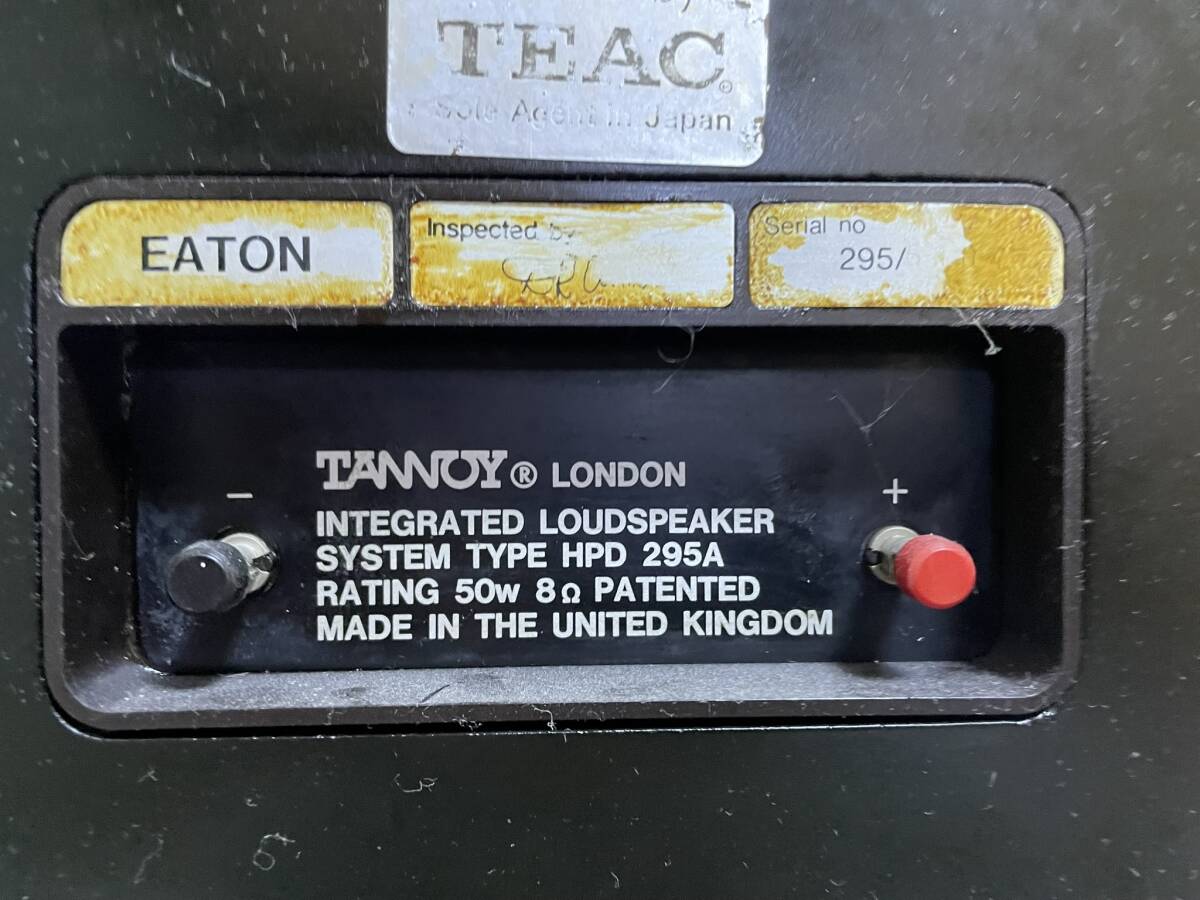 TEAC
Sole Agent in Japan
EATON
Inspected by
Serial no
295/
TANNOY® LONDON
− +
INTEGRATED LOUDSPEAKER
SYSTEM TYPE HPD 295A
RATING 50w 8Ω PATENTED
MADE IN THE UNITED KINGDOM